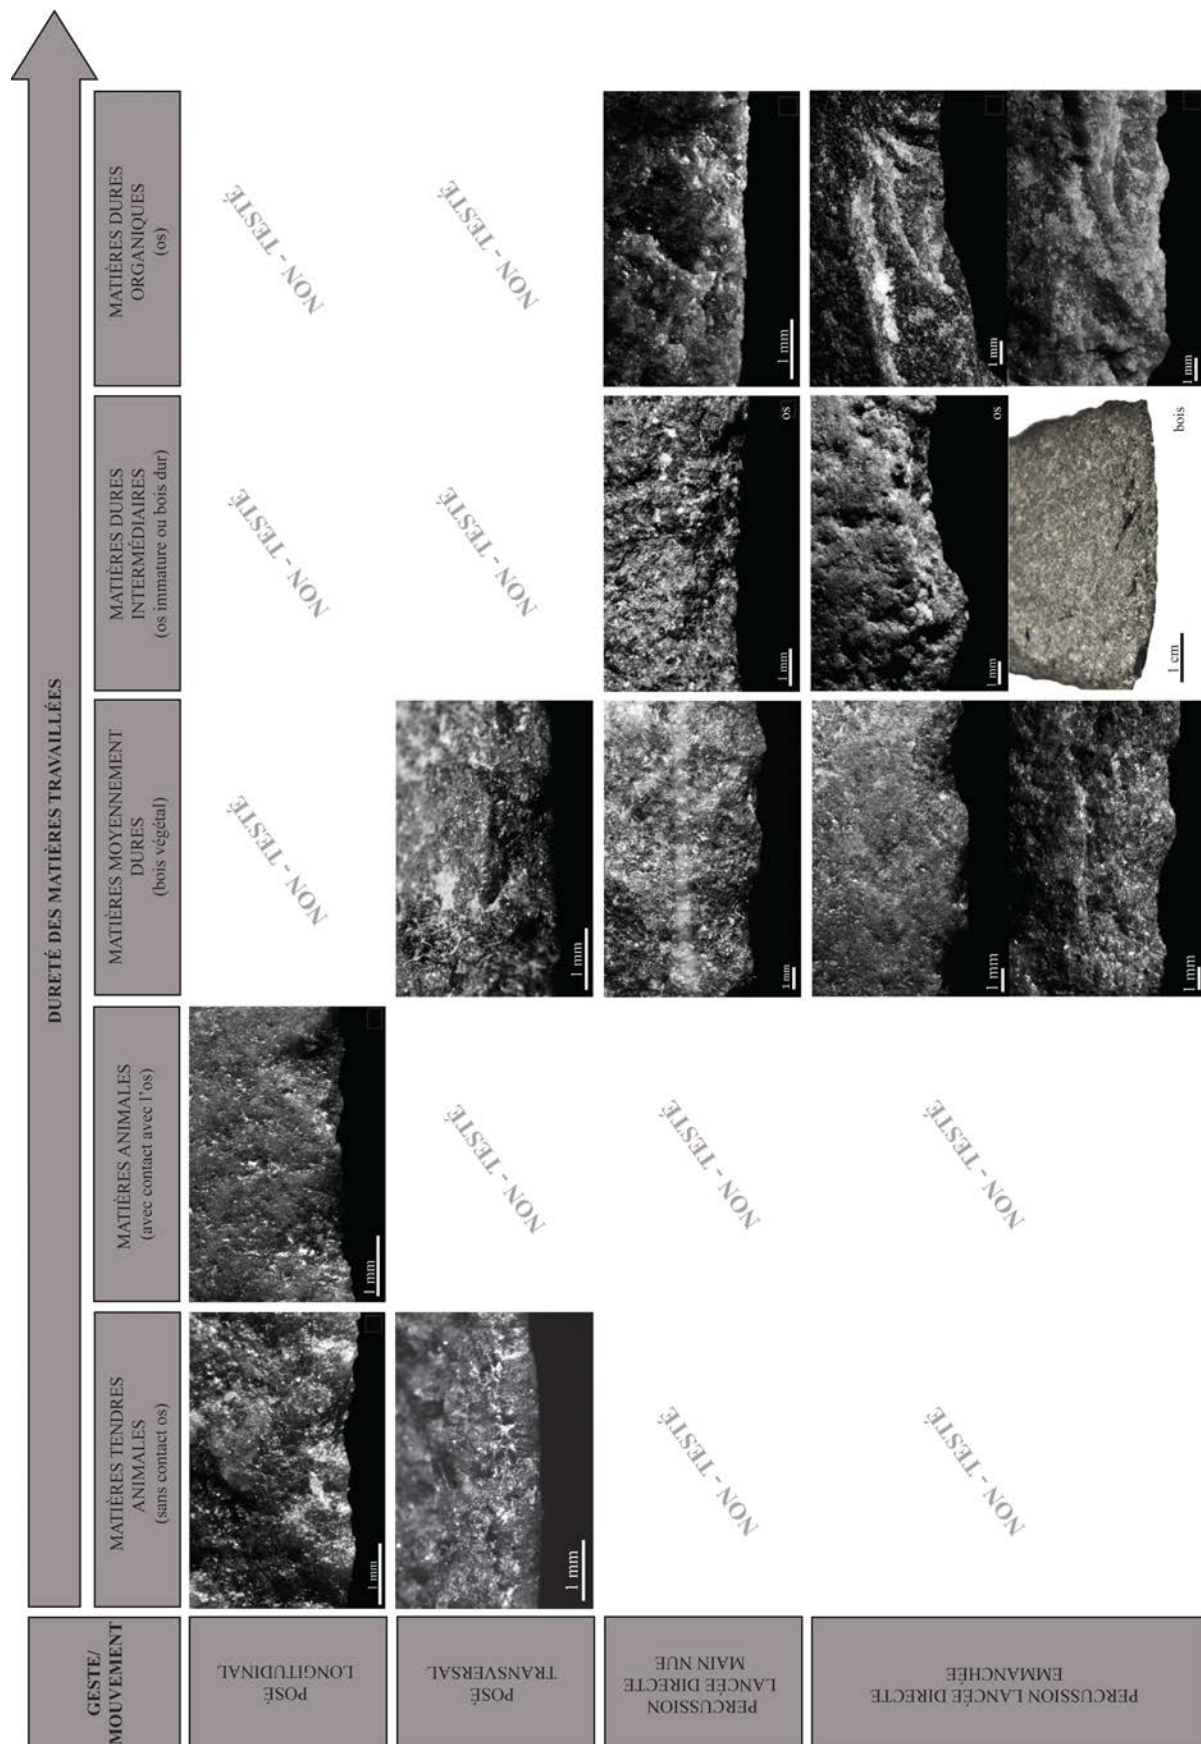 DURETÉ DES MATIÈRES TRAVAILLÉES
GESTE/
MOUVEMENT
MATIÈRES TENDRES
ANIMALES
(sans contact os)
MATIÈRES ANIMALES
(avec contact avec l'os)
MATIÈRES MOYENNEMENT
DURES
(bois végétal)
MATIÈRES DURES
INTERMÉDIAIRES
(os immature ou bois dur)
MATIÈRES DURES
ORGANIQUES
(os)
POSÉ
LONGITUDINAL
1 mm
1 mm
NON - TESTÉ
NON - TESTÉ
NON - TESTÉ
POSÉ
TRANSVERSAL
1 mm
NON - TESTÉ
1 mm
NON - TESTÉ
NON - TESTÉ
PERCUSSION
LANCÉE DIRECTE
MAIN NUE
NON - TESTÉ
NON - TESTÉ
1 mm
1 mm
os
1 mm
PERCUSSION LANCÉE DIRECTE
EMMANCHÉE
NON - TESTÉ
NON - TESTÉ
1 mm
1 mm
os
1 mm
1 mm
1 cm
bois
1 mm